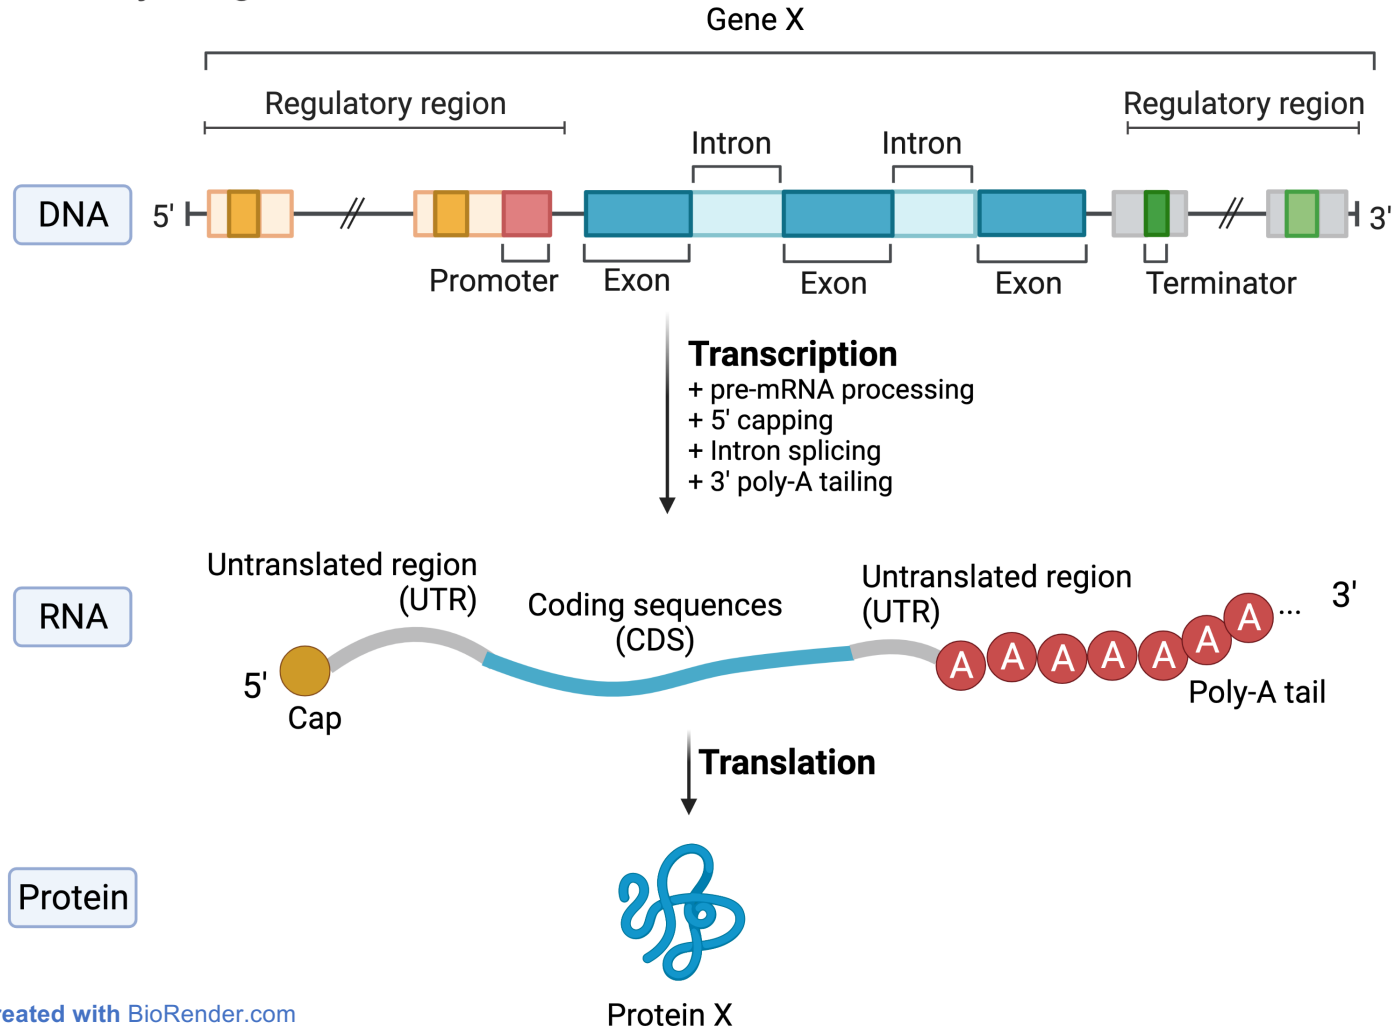 Gene X
Regulatory region
Regulatory region
Intron
Intron
DNA
5'
3'
Promoter
Exon
Exon
Exon
Terminator
Transcription
+ pre-mRNA processing
+ 5' capping
+ Intron splicing
+ 3' poly-A tailing
Untranslated region
(UTR)
Coding sequences
(CDS)
Untranslated region
(UTR)
3'
RNA
A A A A A A A ...
5'
Cap
Poly-A tail
Translation
Protein
Protein X
reated with BioRender.com